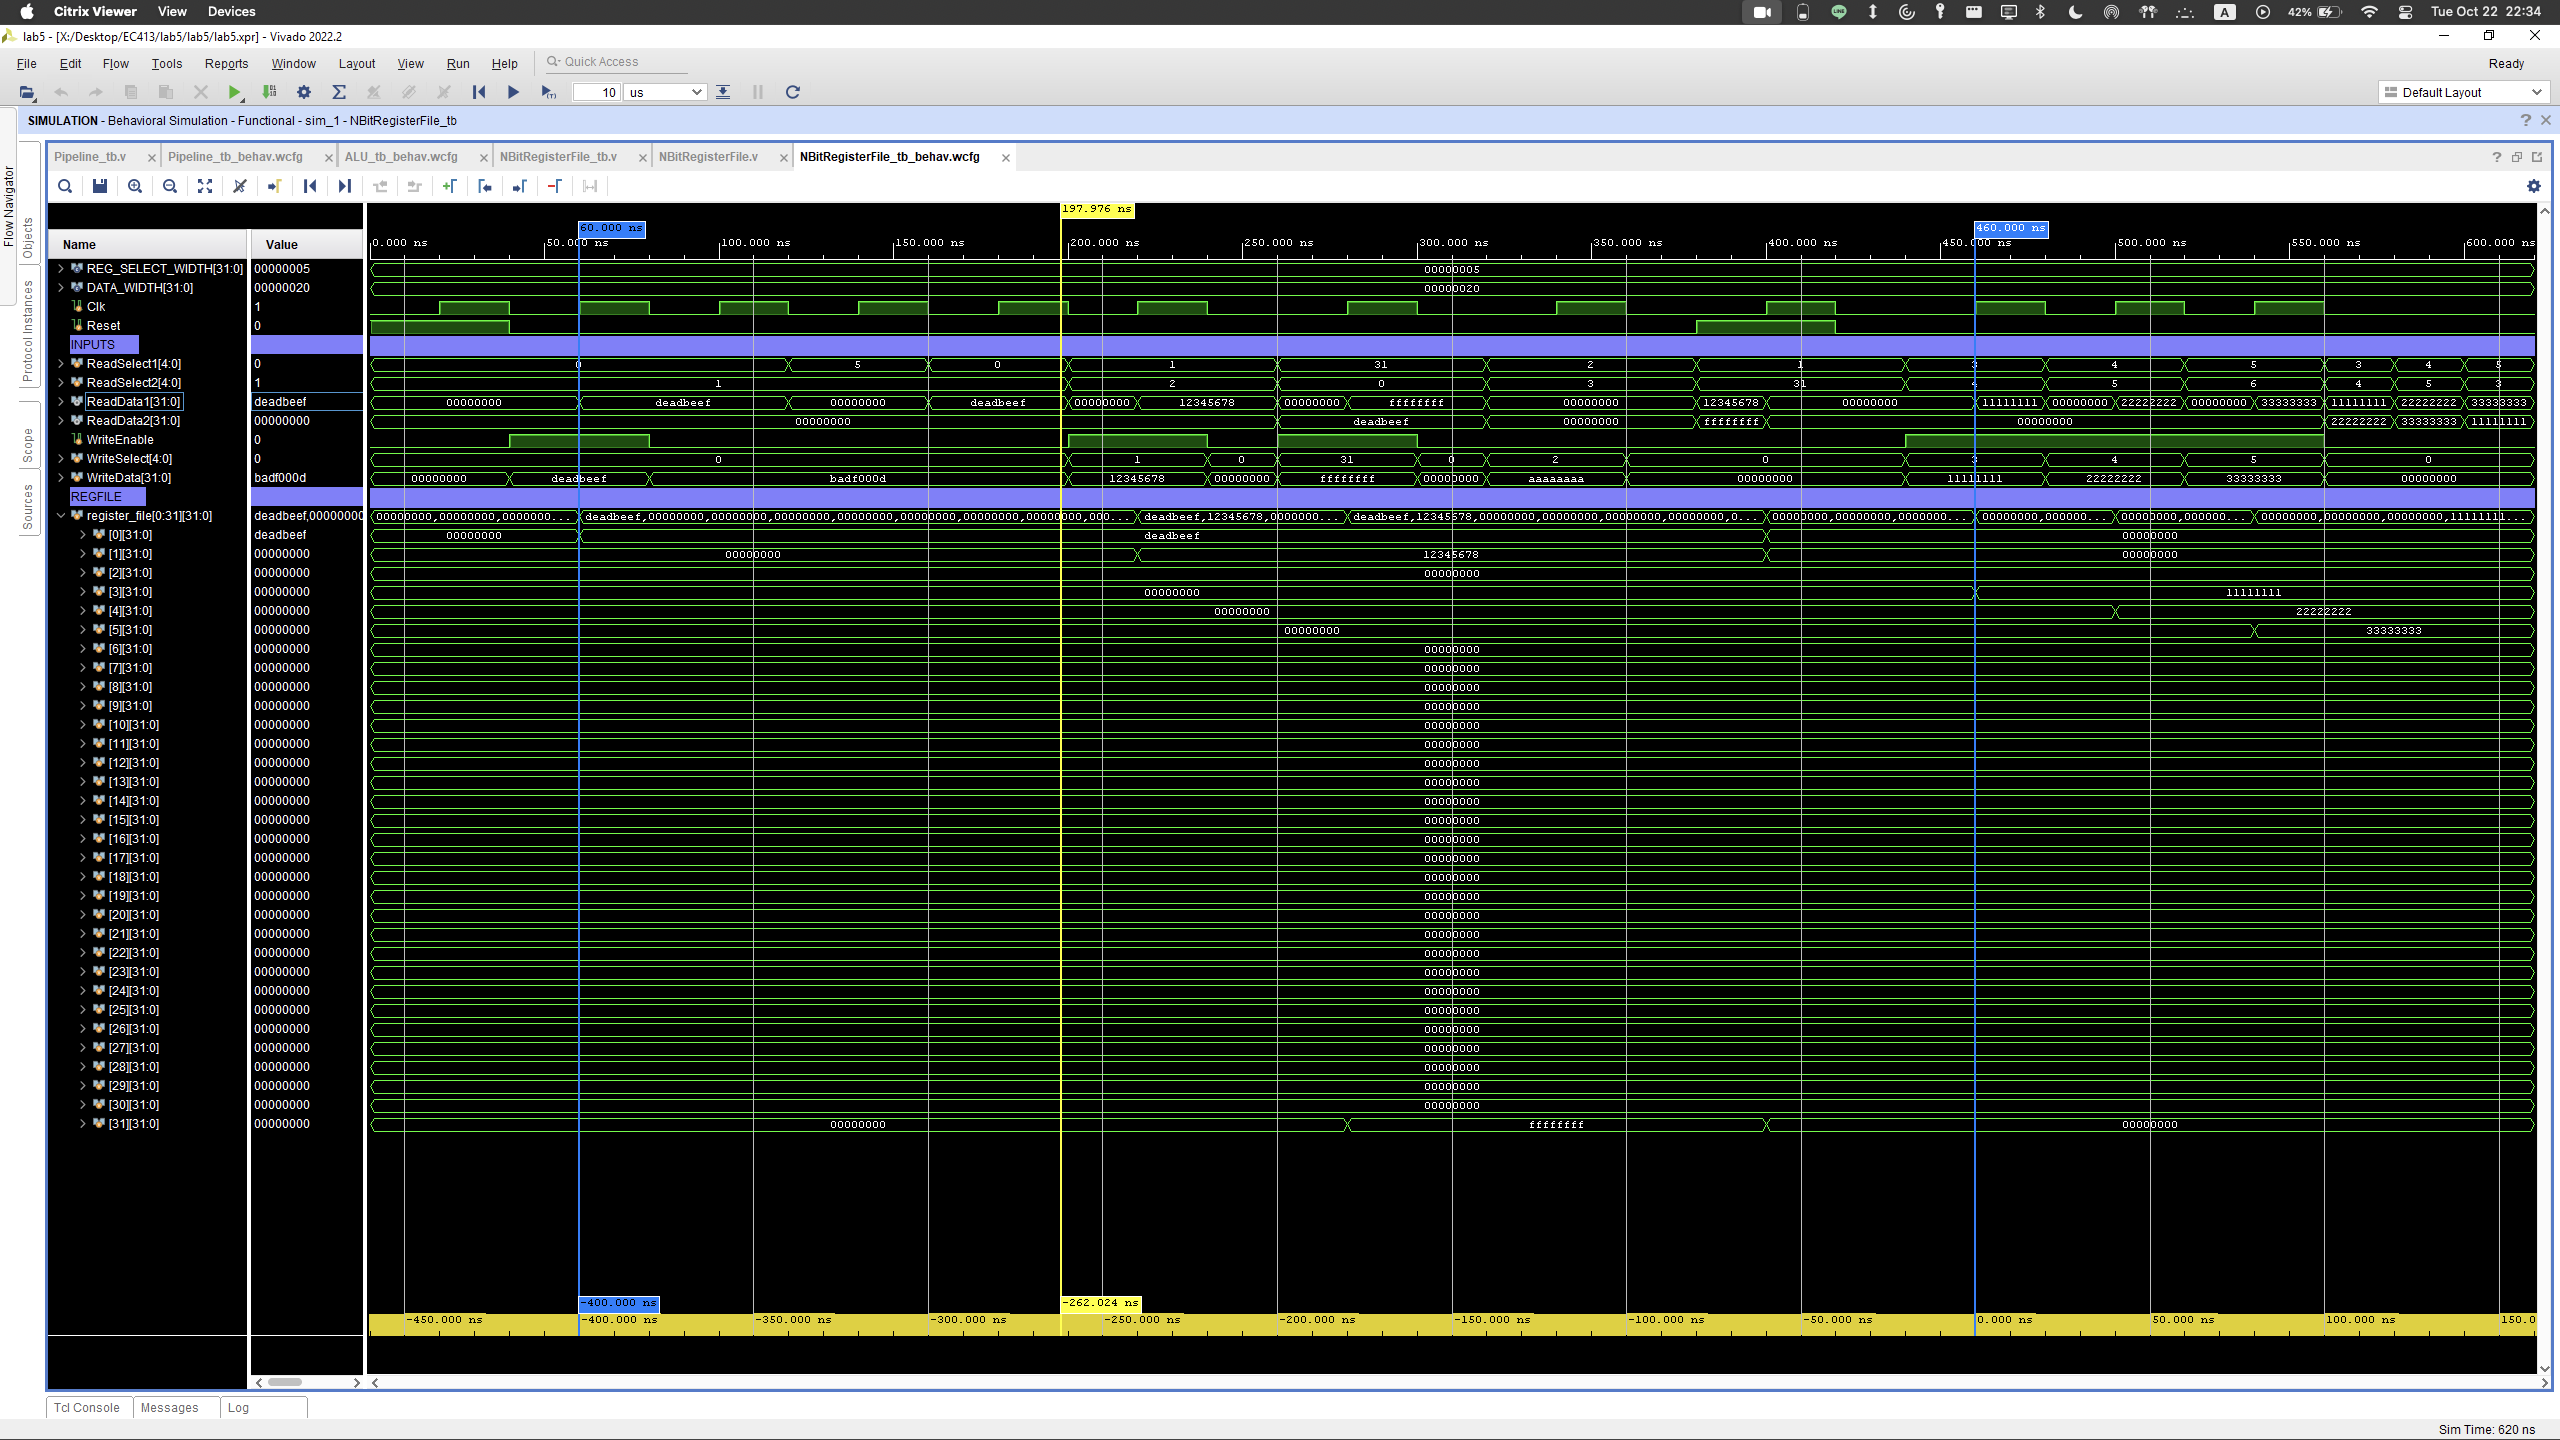 Citrix Viewer View Devices A 42% Tue Oct 22 22:34
lab5 - [X:/Desktop/EC413/lab5/lab5/lab5.xpr] - Vivado 2022.2
File Edit Flow Tools Reports Window Layout View Run Help Quick Access Ready
10 us Default Layout
SIMULATION - Behavioral Simulation - Functional - sim_1 - NBitRegisterFile_tb
Flow Navigator
Objects
Protocol Instances
Scope
Sources
Pipeline_tb.v Pipeline_tb_behav.wcfg ALU_tb_behav.wcfg NBitRegisterFile_tb.v NBitRegisterFile.v NBitRegisterFile_tb_behav.wcfg
197.976 ns
60.000 ns 460.000 ns
Name Value 0.000 ns 50.000 ns 100.000 ns 150.000 ns 200.000 ns 250.000 ns 300.000 ns 350.000 ns 400.000 ns 450.000 ns 500.000 ns 550.000 ns 600.000 ns
REG_SELECT_WIDTH[31:0] 00000005 00000005
DATA_WIDTH[31:0] 00000020 00000020
Clk 1
Reset 0
INPUTS
ReadSelect1[4:0] 0 0 5 0 1 31 2 1 3 4 5 3 4 5
ReadSelect2[4:0] 1 1 2 0 3 31 4 5 6 4 5 3
ReadData1[31:0] deadbeef 00000000 deadbeef 00000000 deadbeef 00000000 12345678 00000000 ffffffff 00000000 12345678 00000000 11111111 00000000 22222222 00000000 33333333 11111111 22222222 33333333
ReadData2[31:0] 00000000 00000000 deadbeef 00000000 ffffffff 00000000 22222222 33333333 11111111
WriteEnable 0
WriteSelect[4:0] 0 0 1 0 31 0 2 0 3 4 5 0
WriteData[31:0] badf000d 00000000 deadbeef badf000d 12345678 00000000 ffffffff 00000000 aaaaaaaa 00000000 11111111 22222222 33333333 00000000
REGFILE
register_file[0:31][31:0] deadbeef,00000000 00000000,00000000,0000000... deadbeef,00000000,00000000,00000000,00000000,00000000,00000000,000... deadbeef,12345678,0000000... deadbeef,12345678,00000000,00000000,00000000,00000000,0... 00000000,00000000,0000000... 00000000,000000... 00000000,000000... 00000000,00000000,00000000,11111111...
[0][31:0] deadbeef 00000000 deadbeef 00000000
[1][31:0] 00000000 00000000 12345678 00000000
[2][31:0] 00000000 00000000
[3][31:0] 00000000 00000000 11111111
[4][31:0] 00000000 00000000 22222222
[5][31:0] 00000000 00000000 33333333
[6][31:0] 00000000 00000000
[7][31:0] 00000000 00000000
[8][31:0] 00000000 00000000
[9][31:0] 00000000 00000000
[10][31:0] 00000000 00000000
[11][31:0] 00000000 00000000
[12][31:0] 00000000 00000000
[13][31:0] 00000000 00000000
[14][31:0] 00000000 00000000
[15][31:0] 00000000 00000000
[16][31:0] 00000000 00000000
[17][31:0] 00000000 00000000
[18][31:0] 00000000 00000000
[19][31:0] 00000000 00000000
[20][31:0] 00000000 00000000
[21][31:0] 00000000 00000000
[22][31:0] 00000000 00000000
[23][31:0] 00000000 00000000
[24][31:0] 00000000 00000000
[25][31:0] 00000000 00000000
[26][31:0] 00000000 00000000
[27][31:0] 00000000 00000000
[28][31:0] 00000000 00000000
[29][31:0] 00000000 00000000
[30][31:0] 00000000 00000000
[31][31:0] 00000000 00000000 ffffffff 00000000
-400.000 ns -262.024 ns
-450.000 ns -400.000 ns -350.000 ns -300.000 ns -250.000 ns -200.000 ns -150.000 ns -100.000 ns -50.000 ns 0.000 ns 50.000 ns 100.000 ns 150.0
Tcl Console Messages Log
Sim Time: 620 ns